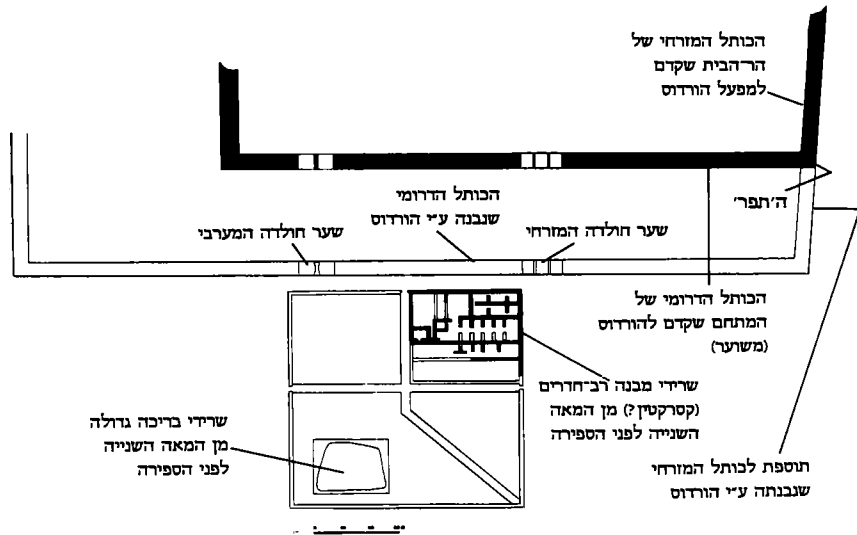 הכותל המזרחי של
הר־הבית שקדם
למפעל הורדוס
ה'תפר'
הכותל הדרומי
שנבנה ע״י הורדוס
שער חולדה המערבי
שער חולדה המזרחי
הכותל הדרומי של
המתחם שקדם להורדוס
(משוער)
שרידי מבנה רב־חדרים
(קסרקטין?) מן המאה
השנייה לפני הספירה
שרידי בריכה גדולה
מן המאה השנייה
לפני הספירה
תוספת לכותל המזרחי
שנבנתה ע״י הורדוס